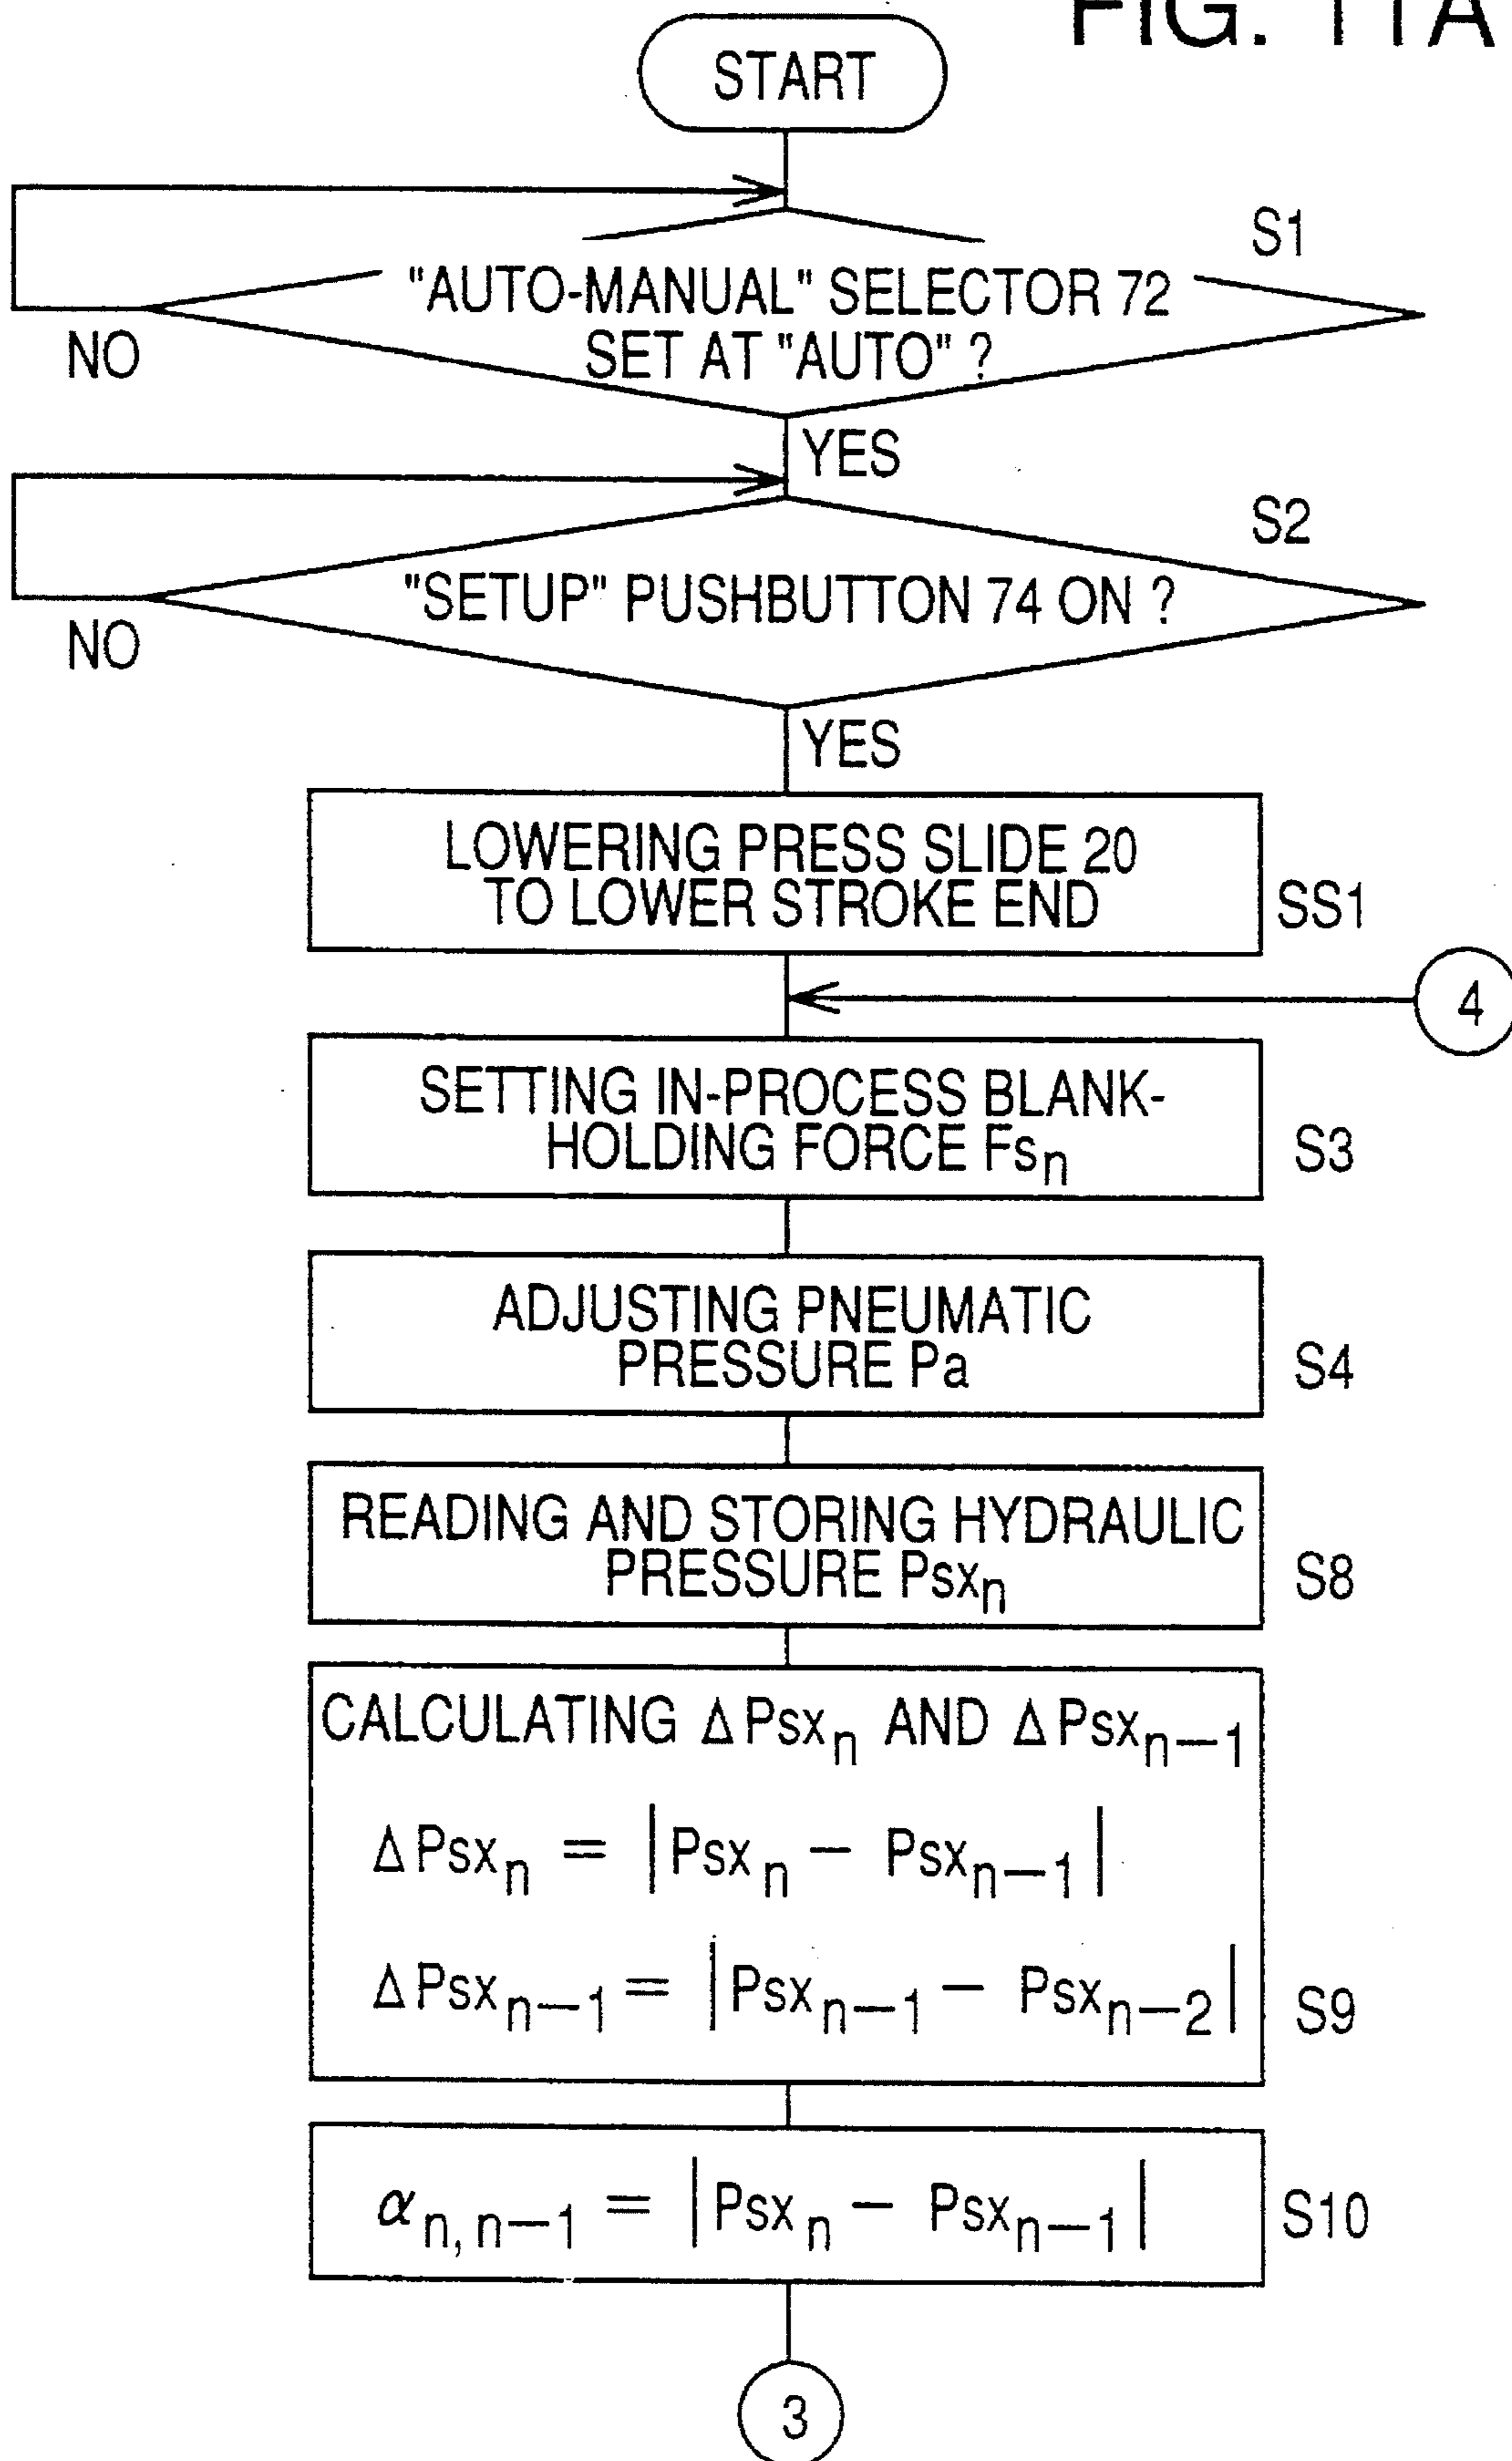 FIG. 11A
START
S1
"AUTO-MANUAL" SELECTOR 72
SET AT "AUTO" ?
NO
YES
S2
"SETUP" PUSHBUTTON 74 ON ?
NO
YES
LOWERING PRESS SLIDE 20
TO LOWER STROKE END
SS1
4
SETTING IN-PROCESS BLANK-
HOLDING FORCE Fsn
S3
ADJUSTING PNEUMATIC
PRESSURE Pa
S4
READING AND STORING HYDRAULIC
PRESSURE Psxn
S8
CALCULATING ΔPsxn AND ΔPsxn−1
ΔPsxn = |Psxn − Psxn−1|
ΔPsxn−1 = |Psxn−1 − Psxn−2|
S9
αn, n−1 = |Psxn − Psxn−1|
S10
3